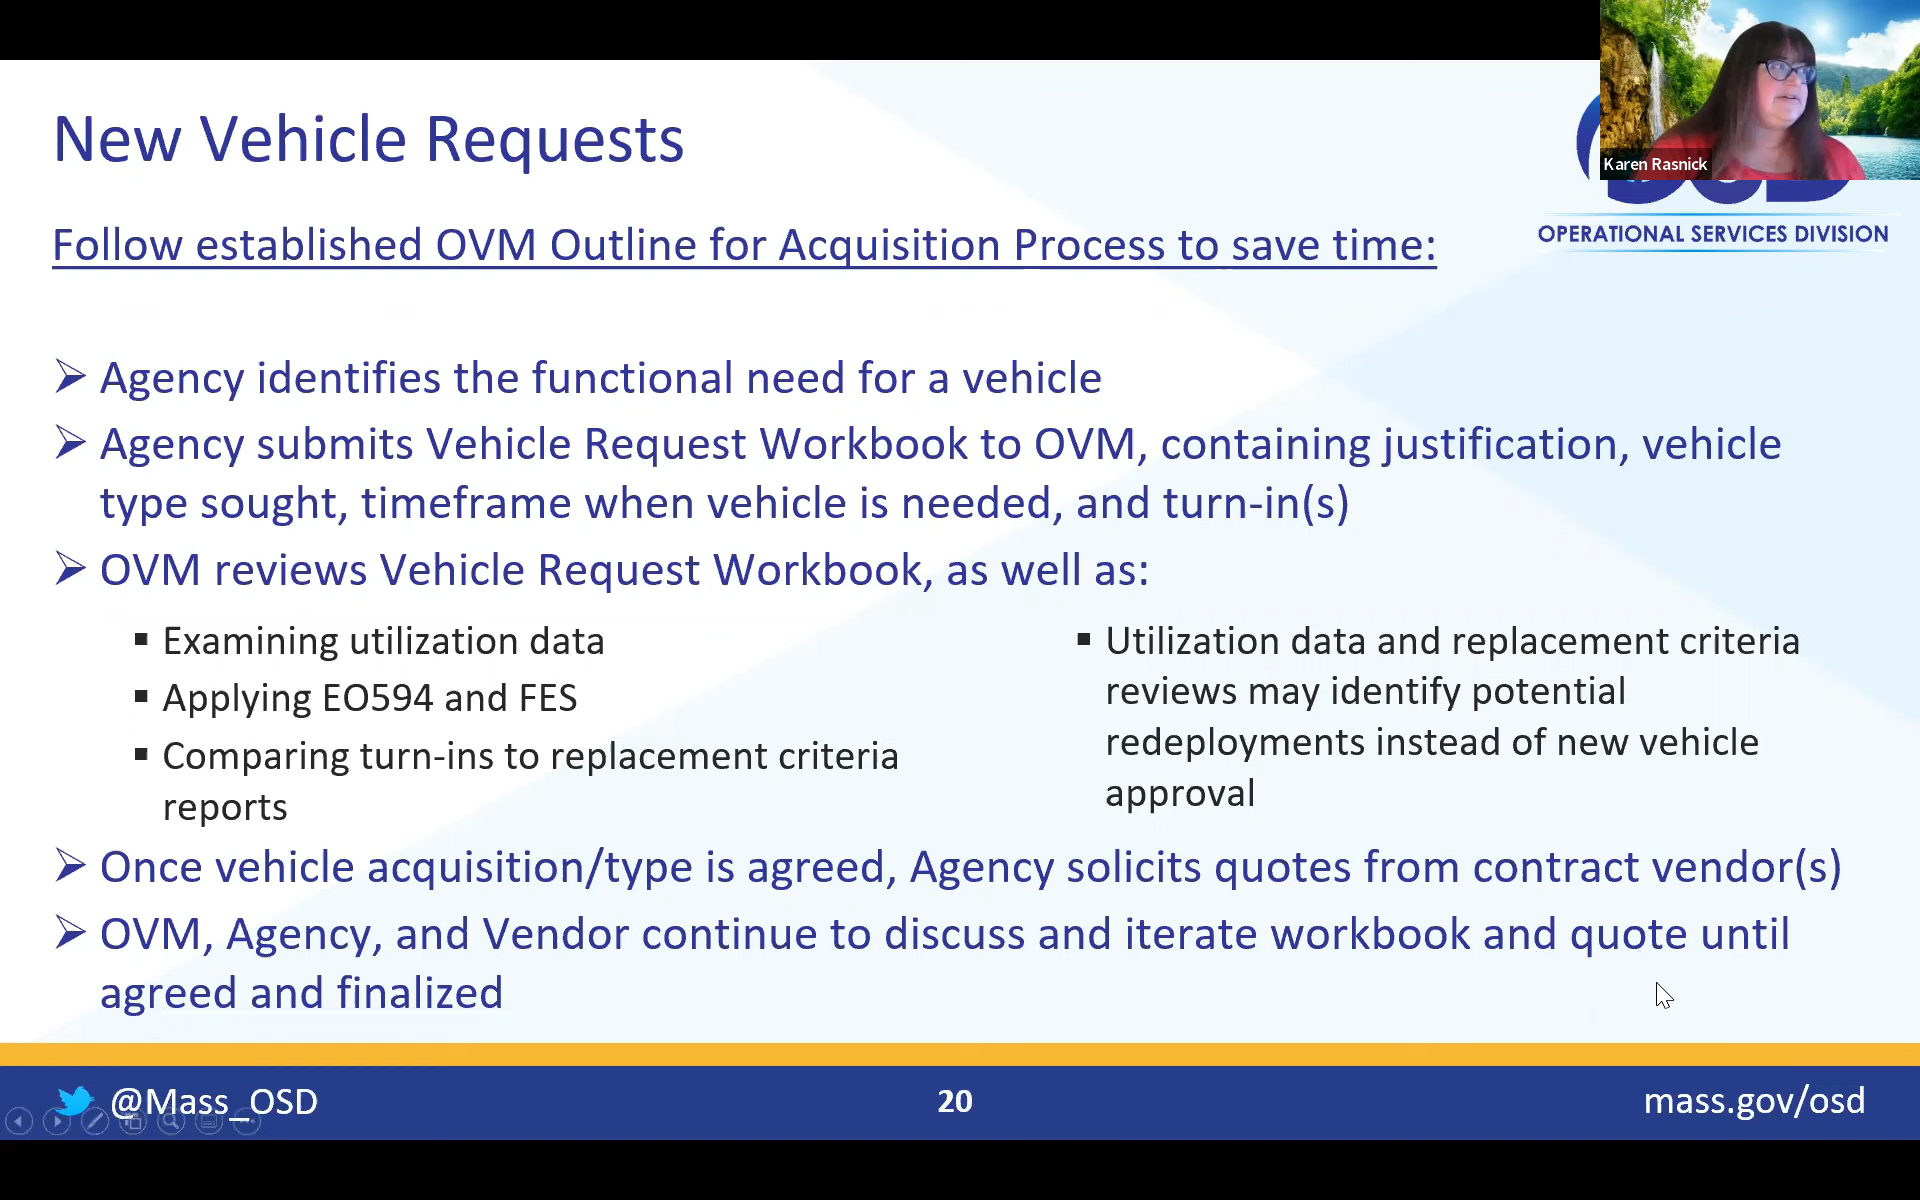 New Vehicle Requests
Karen Rasnick
OPERATIONAL SERVICES DIVISION
Follow established OVM Outline for Acquisition Process to save time:
➢ Agency identifies the functional need for a vehicle
➢ Agency submits Vehicle Request Workbook to OVM, containing justification, vehicle
type sought, timeframe when vehicle is needed, and turn-in(s)
➢ OVM reviews Vehicle Request Workbook, as well as:
▪ Examining utilization data
▪ Applying EO594 and FES
▪ Comparing turn-ins to replacement criteria
reports
▪ Utilization data and replacement criteria
reviews may identify potential
redeployments instead of new vehicle
approval
➢ Once vehicle acquisition/type is agreed, Agency solicits quotes from contract vendor(s)
➢ OVM, Agency, and Vendor continue to discuss and iterate workbook and quote until
agreed and finalized
@Mass_OSD
20
mass.gov/osd